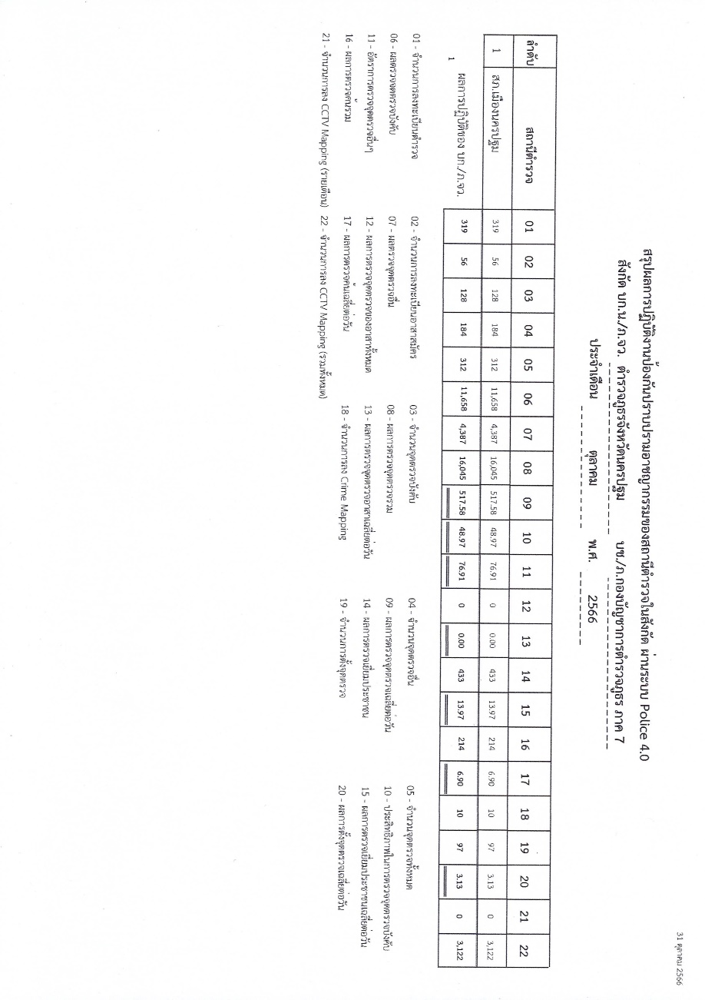 31 ตุลาคม 2566
สรุปผลการปฏิบัติงานป้องกันปราบปรามอาชญากรรมของสถานีตำรวจในสังกัด ผ่านระบบ Police 4.0
สังกัด บก.น./ภ.จว. ตำรวจภูธรจังหวัดนครปฐม บช./ภ.กองบัญชาการตำรวจภูธร ภาค 7
ประจำเดือน ตุลาคม พ.ศ. 2566
ลำดับ สถานีตำรวจ 01 02 03 04 05 06 07 08 09 10 11 12 13 14 15 16 17 18 19 20 21 22
1 สภ.เมืองนครปฐม 319 56 128 184 312 11,658 4,387 16,045 517.58 48.97 76.91 0 0.00 433 13.97 214 6.90 10 97 3.13 0 3,122
1 ผลการปฏิบัติของ บก./ภ.จว. 319 56 128 184 312 11,658 4,387 16,045 517.58 48.97 76.91 0 0.00 433 13.97 214 6.90 10 97 3.13 0 3,122
01 - จำนวนการลงทะเบียนตำรวจ 02 - จำนวนการลงทะเบียนอาสาสมัคร 03 - จำนวนจุดตรวจบังคับ 04 - จำนวนจุดตรวจอื่น 05 - จำนวนจุดตรวจทั้งหมด
06 - ผลตรวจจุดตรวจบังคับ 07 - ผลตรวจจุดตรวจอื่น 08 - ผลการตรวจจุดตรวจรวม 09 - ผลการตรวจจุดตรวจเฉลี่ยต่อวัน 10 - ประสิทธิภาพในการตรวจจุดตรวจบังคับ
11 - อัตราการตรวจจุดตรวจอื่นๆ 12 - ผลการตรวจจุดตรวจของอาสาทั้งหมด 13 - ผลการตรวจจุดตรวจอาสาเฉลี่ยต่อวัน 14 - ผลการตรวจเยี่ยมประชาชน 15 - ผลการตรวจเยี่ยมประชาชนเฉลี่ยต่อวัน
16 - ผลการตรวจค้นรวม 17 - ผลการตรวจค้นเฉลี่ยต่อวัน 18 - จำนวนการลง Crime Mapping 19 - จำนวนการตั้งจุดตรวจ 20 - ผลการตั้งจุดตรวจเฉลี่ยต่อวัน
21 - จำนวนการลง CCTV Mapping (รายเดือน) 22 - จำนวนการลง CCTV Mapping (รวมทั้งหมด)